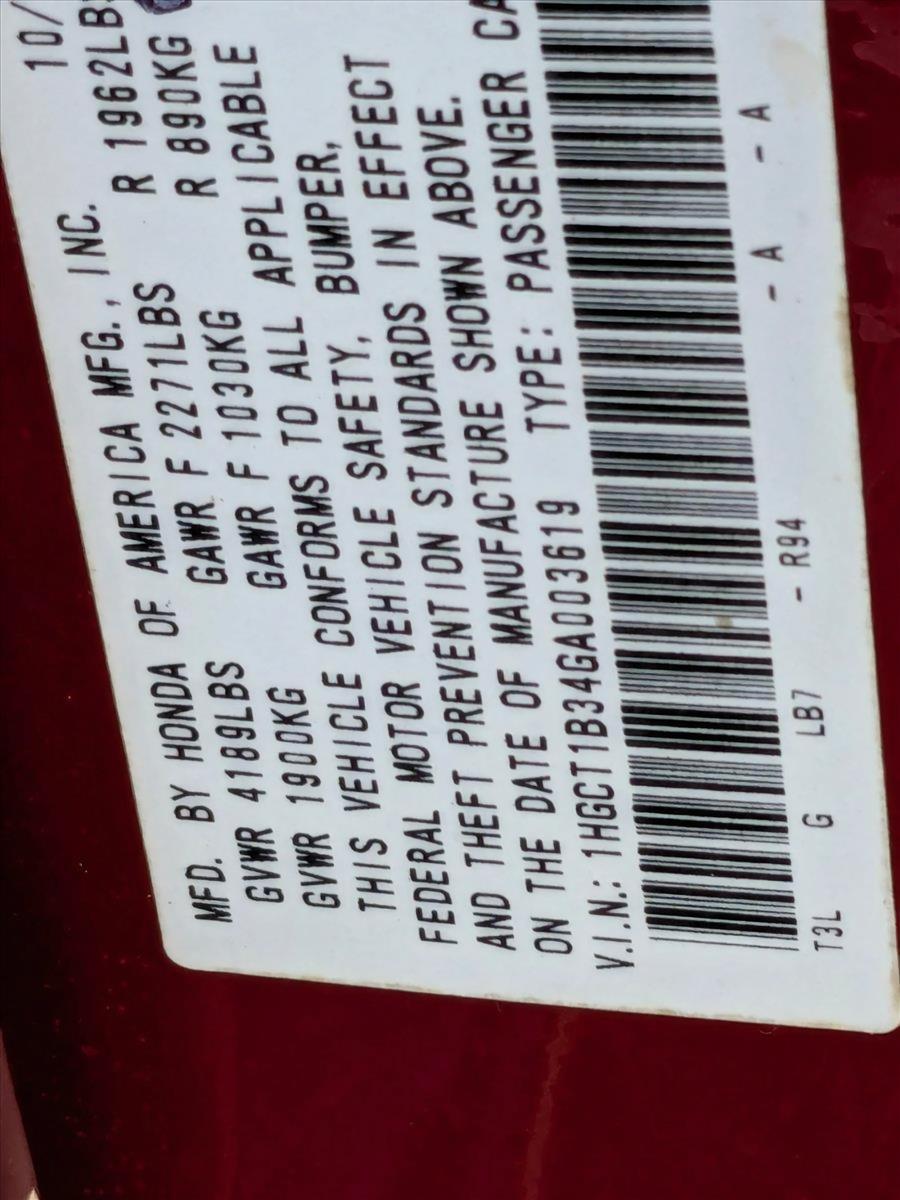 MFD. BY HONDA OF AMERICA MFG., INC. 10/
GVWR 4189LBS GAWR F 2271LBS R 1962LBS
GVWR 1900KG GAWR F 1030KG R 890KG
THIS VEHICLE CONFORMS TO ALL APPLICABLE
FEDERAL MOTOR VEHICLE SAFETY, BUMPER,
AND THEFT PREVENTION STANDARDS IN EFFECT
ON THE DATE OF MANUFACTURE SHOWN ABOVE.
V.I.N.: 1HGCT1B34GA003619 TYPE: PASSENGER CA
T3L G LB7 - R94 - A - A